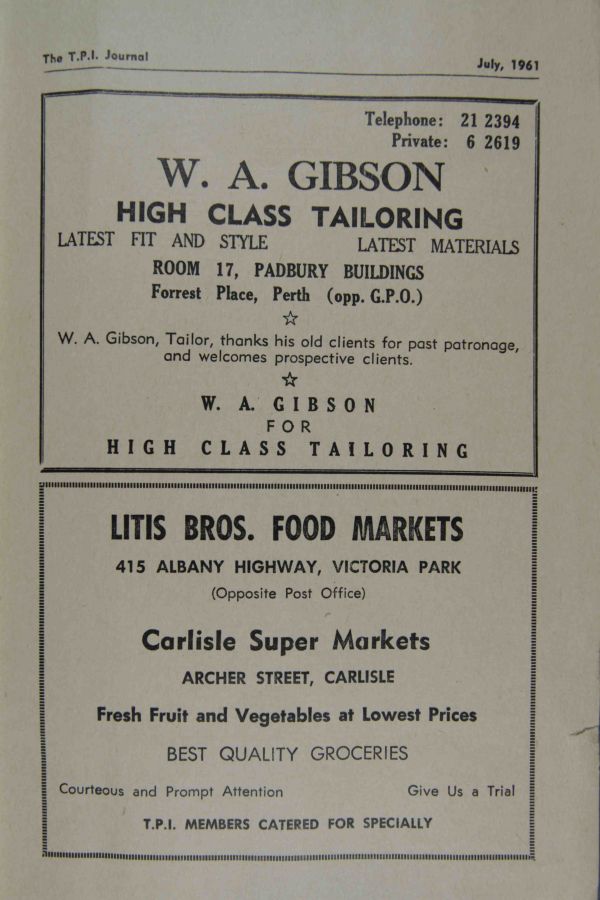 The T.P.I. Journal
July, 1961
Telephone: 21 2394
Private: 6 2619
W. A. GIBSON
HIGH CLASS TAILORING
LATEST FIT AND STYLE LATEST MATERIALS
ROOM 17, PADBURY BUILDINGS
Forrest Place, Perth (opp. G.P.O.)
W. A. Gibson, Tailor, thanks his old clients for past patronage,
and welcomes prospective clients.
W. A. GIBSON
FOR
HIGH CLASS TAILORING
LITIS BROS. FOOD MARKETS
415 ALBANY HIGHWAY, VICTORIA PARK
(Opposite Post Office)
Carlisle Super Markets
ARCHER STREET, CARLISLE
Fresh Fruit and Vegetables at Lowest Prices
BEST QUALITY GROCERIES
Courteous and Prompt Attention Give Us a Trial
T.P.I. MEMBERS CATERED FOR SPECIALLY